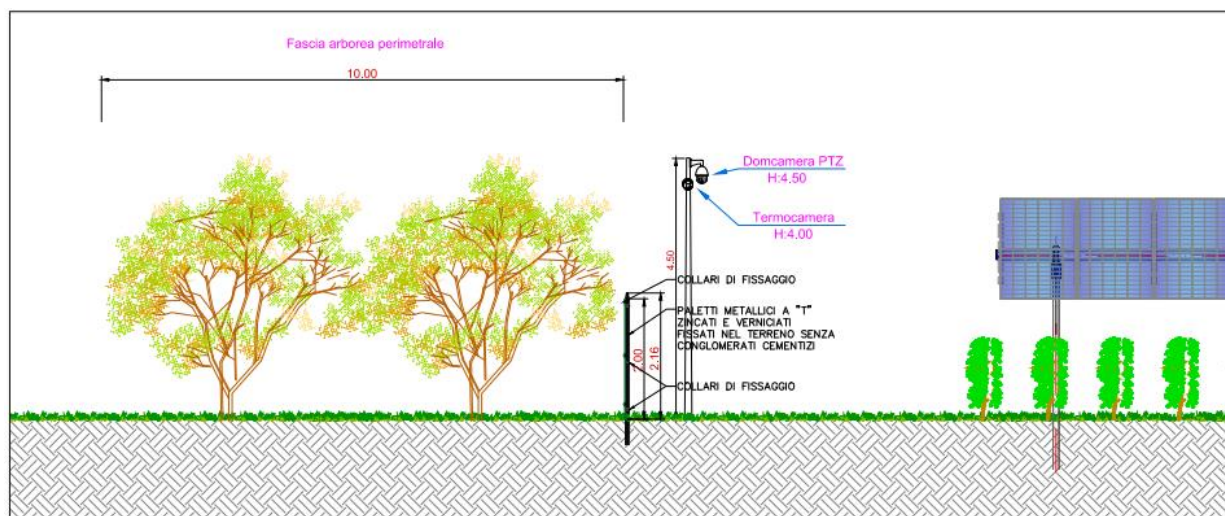 Fascia arborea perimetrale
10.00
Domcamera PTZ
H:4.50
Termocamera
H:4.00
4.50
COLLARI DI FISSAGGIO
PALETTI METALLICI A "T"
ZINCATI E VERNICIATI
FISSATI NEL TERRENO SENZA
CONGLOMERATI CEMENTIZI
2.00
2.16
COLLARI DI FISSAGGIO